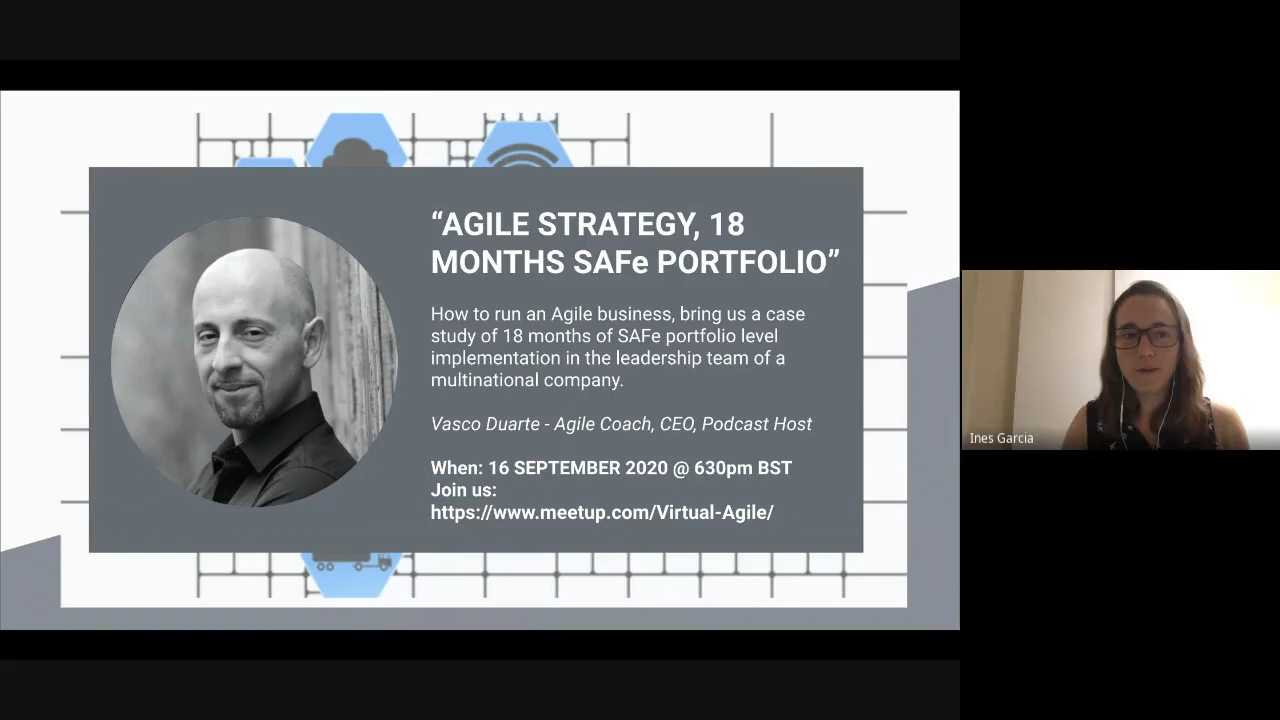 “AGILE STRATEGY, 18
MONTHS SAFe PORTFOLIO”
How to run an Agile business, bring us a case
study of 18 months of SAFe portfolio level
implementation in the leadership team of a
multinational company.
Vasco Duarte - Agile Coach, CEO, Podcast Host
When: 16 SEPTEMBER 2020 @ 630pm BST
Join us:
https://www.meetup.com/Virtual-Agile/
Ines Garcia